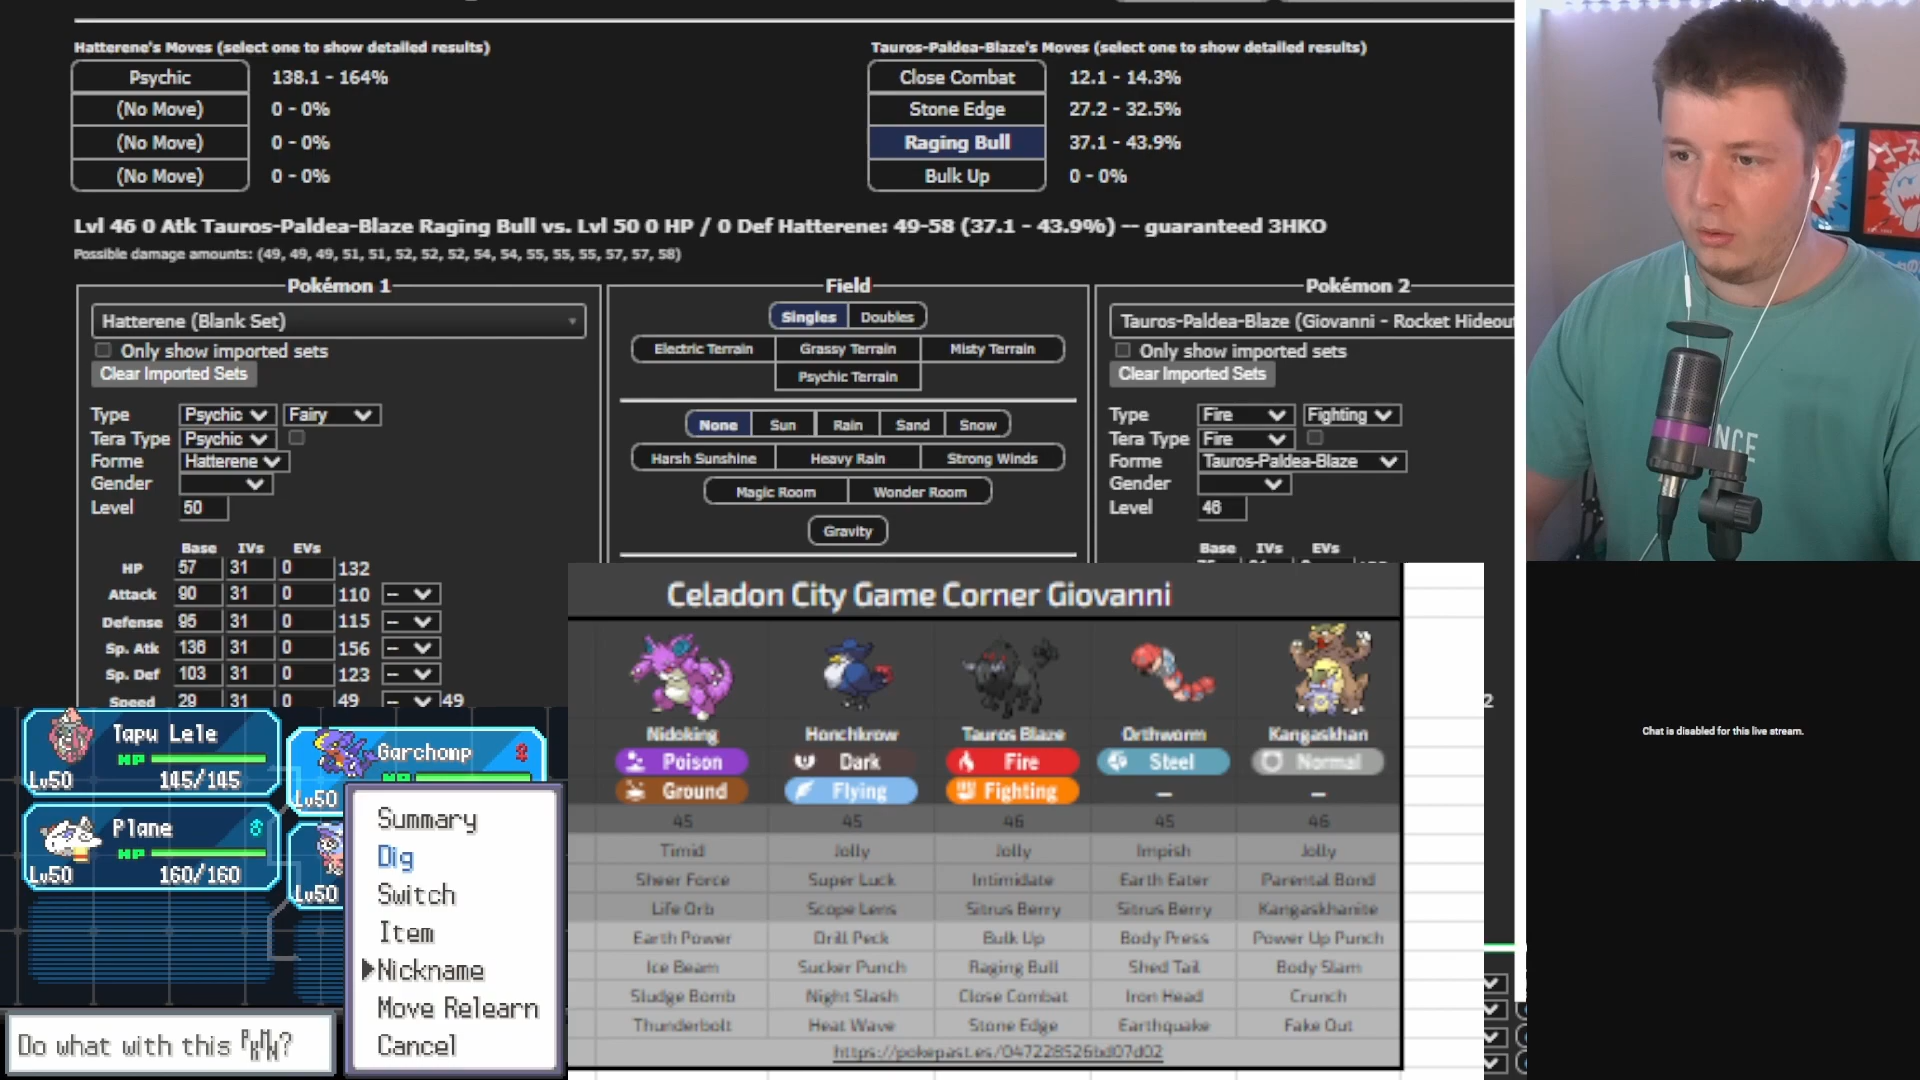 Hatterene's Moves (select one to show detailed results)
Psychic 138.1 - 164%
(No Move) 0 - 0%
(No Move) 0 - 0%
(No Move) 0 - 0%
Tauros-Paldea-Blaze's Moves (select one to show detailed results)
Close Combat 12.1 - 14.3%
Stone Edge 27.2 - 32.5%
Raging Bull 37.1 - 43.9%
Bulk Up 0 - 0%
Lvl 46 0 Atk Tauros-Paldea-Blaze Raging Bull vs. Lvl 50 0 HP / 0 Def Hatterene: 49-58 (37.1 - 43.9%) -- guaranteed 3HKO
Possible damage amounts: (49, 49, 49, 51, 51, 52, 52, 52, 54, 54, 55, 55, 55, 57, 57, 58)
Pokémon 1
Hatterene (Blank Set)
Only show imported sets
Clear Imported Sets
Type Psychic Fairy
Tera Type Psychic
Forme Hatterene
Gender
Level 50
Base IVs EVs
HP 57 31 0 132
Attack 90 31 0 110 --
Defense 95 31 0 115 --
Sp. Atk 136 31 0 156 --
Sp. Def 103 31 0 123 --
Speed 29 31 0 49 -- 49
Field
Singles Doubles
Electric Terrain Grassy Terrain Misty Terrain
Psychic Terrain
None Sun Rain Sand Snow
Harsh Sunshine Heavy Rain Strong Winds
Magic Room Wonder Room
Gravity
Pokémon 2
Tauros-Paldea-Blaze (Giovanni - Rocket Hideout
Only show imported sets
Clear Imported Sets
Type Fire Fighting
Tera Type Fire
Forme Tauros-Paldea-Blaze
Gender
Level 46
Base IVs EVs
2
Celadon City Game Corner Giovanni
Nidoking Honchkrow Tauros Blaze Orthworm Kangaskhan
Poison Dark Fire Steel Normal
Ground Flying Fighting — —
45 45 46 45 46
Timid Jolly Jolly Impish Jolly
Sheer Force Super Luck Intimidate Earth Eater Parental Bond
Life Orb Scope Lens Sitrus Berry Sitrus Berry Kangaskhanite
Earth Power Drill Peck Bulk Up Body Press Power Up Punch
Ice Beam Sucker Punch Raging Bull Shed Tail Body Slam
Sludge Bomb Night Slash Close Combat Iron Head Crunch
Thunderbolt Heat Wave Stone Edge Earthquake Fake Out
https://pokepast.es/047228526bd07d02
Tapu Lele
HP
Lv50 145/145
Plane
HP
Lv50 160/160
Garchomp
HP
Lv50
Lv50
Summary
Dig
Switch
Item
Nickname
Move Relearn
Cancel
Do what with this PKMN?
NCE
ゴース
Chat is disabled for this live stream.